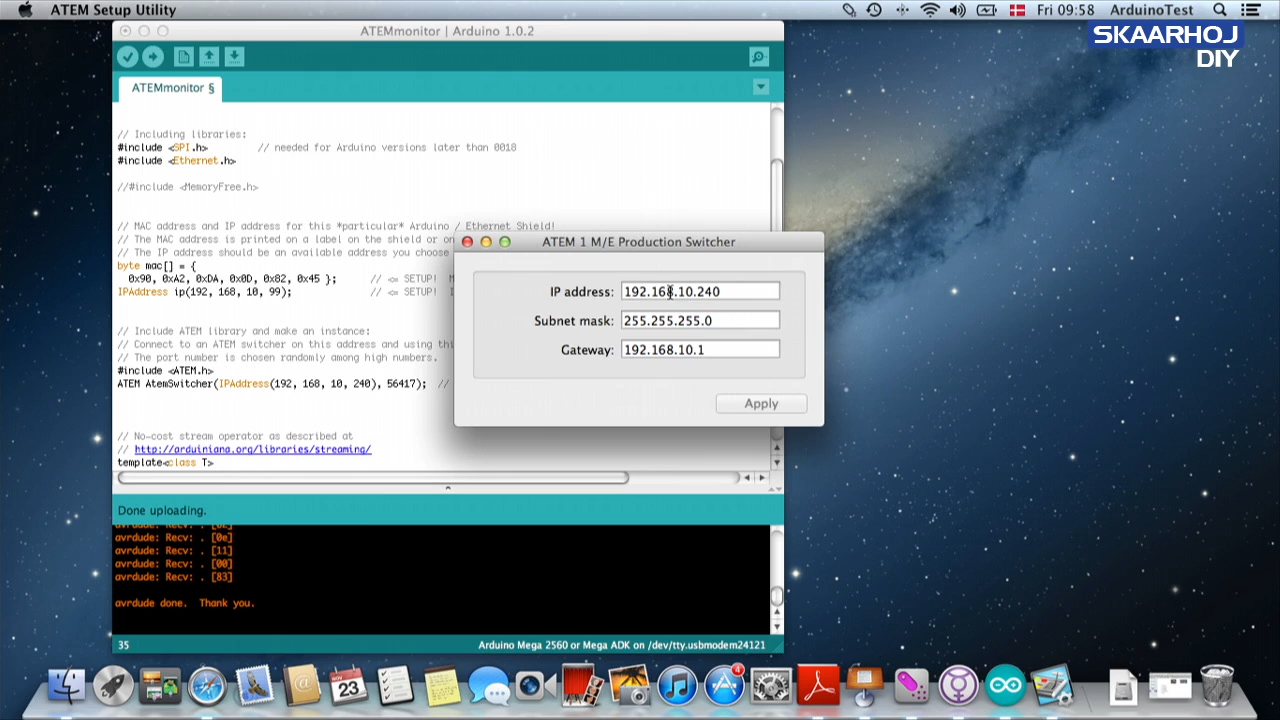 ATEM Setup Utility
Fri 09:58
ArduinoTest
SKAARHOJ
DIY
ATEMmonitor | Arduino 1.0.2
ATEMmonitor §
// Including libraries:
#include <SPI.h> // needed for Arduino versions later than 0018
#include <Ethernet.h>
//#include <MemoryFree.h>
// MAC address and IP address for this *particular* Arduino / Ethernet Shield!
// The MAC address is printed on a label on the shield or on
// The IP address should be an available address you choose
byte mac[] = {
0x90, 0xA2, 0xDA, 0x0D, 0x82, 0x45 }; // <= SETUP!
IPAddress ip(192, 168, 10, 99); // <= SETUP!
// Include ATEM library and make an instance:
// Connect to an ATEM switcher on this address and using thi
// The port number is chosen randomly among high numbers.
#include <ATEM.h>
ATEM AtemSwitcher(IPAddress(192, 168, 10, 240), 56417); //
// No-cost stream operator as described at
// http://arduiniana.org/libraries/streaming/
template<class T>
ATEM 1 M/E Production Switcher
IP address: 192.168.10.240
Subnet mask: 255.255.255.0
Gateway: 192.168.10.1
Apply
Done uploading.
avrdude: Recv: . [0e]
avrdude: Recv: . [11]
avrdude: Recv: . [00]
avrdude: Recv: . [83]
avrdude done. Thank you.
35
Arduino Mega 2560 or Mega ADK on /dev/tty.usbmodem24121
NOV
23
4